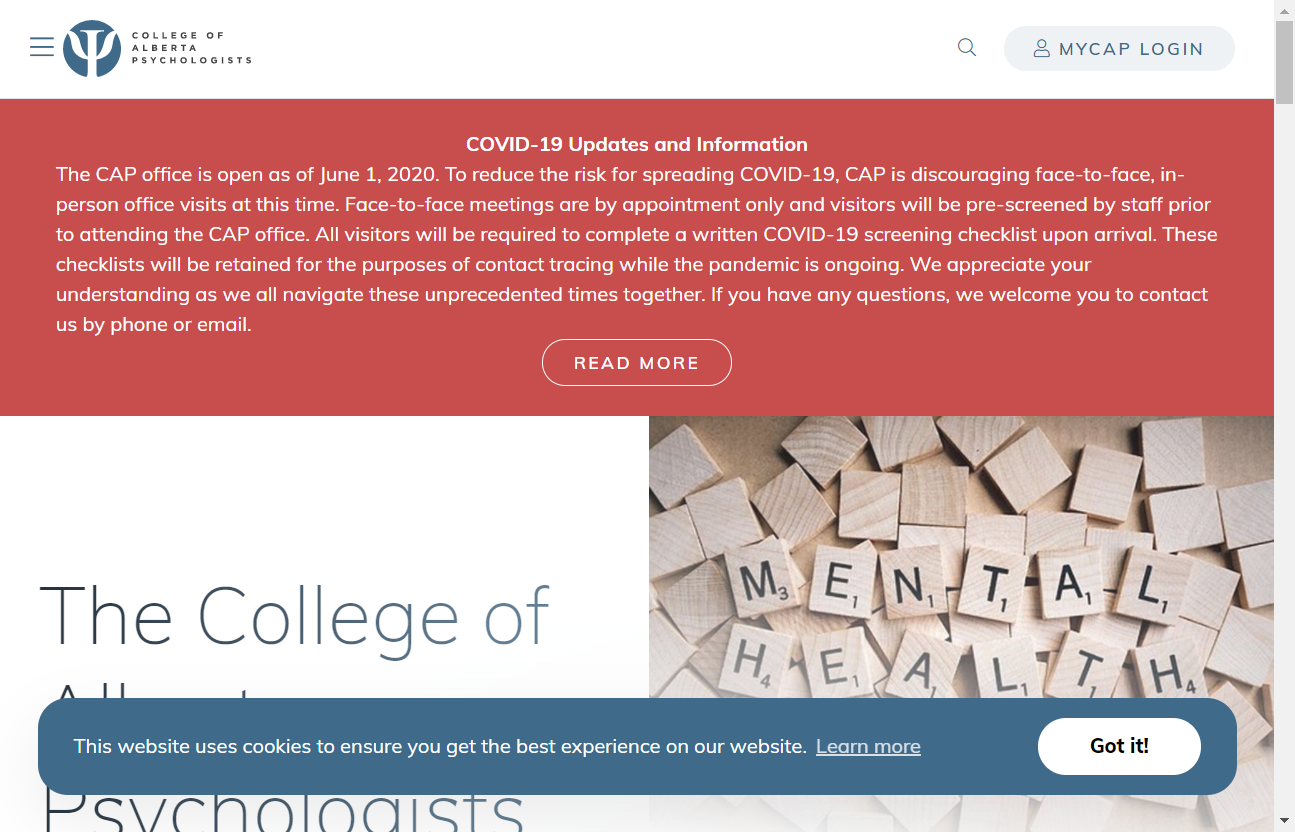 COLLEGE OF
ALBERTA
PSYCHOLOGISTS
MYCAP LOGIN
COVID-19 Updates and Information
The CAP office is open as of June 1, 2020. To reduce the risk for spreading COVID-19, CAP is discouraging face-to-face, in-
person office visits at this time. Face-to-face meetings are by appointment only and visitors will be pre-screened by staff prior
to attending the CAP office. All visitors will be required to complete a written COVID-19 screening checklist upon arrival. These
checklists will be retained for the purposes of contact tracing while the pandemic is ongoing. We appreciate your
understanding as we all navigate these unprecedented times together. If you have any questions, we welcome you to contact
us by phone or email.
READ MORE
The College of
Alberta
Psychologists
M3 E1 N1 T1 A1 L1
H4 E1 A1 L1 T1 H4
This website uses cookies to ensure you get the best experience on our website. Learn more
Got it!